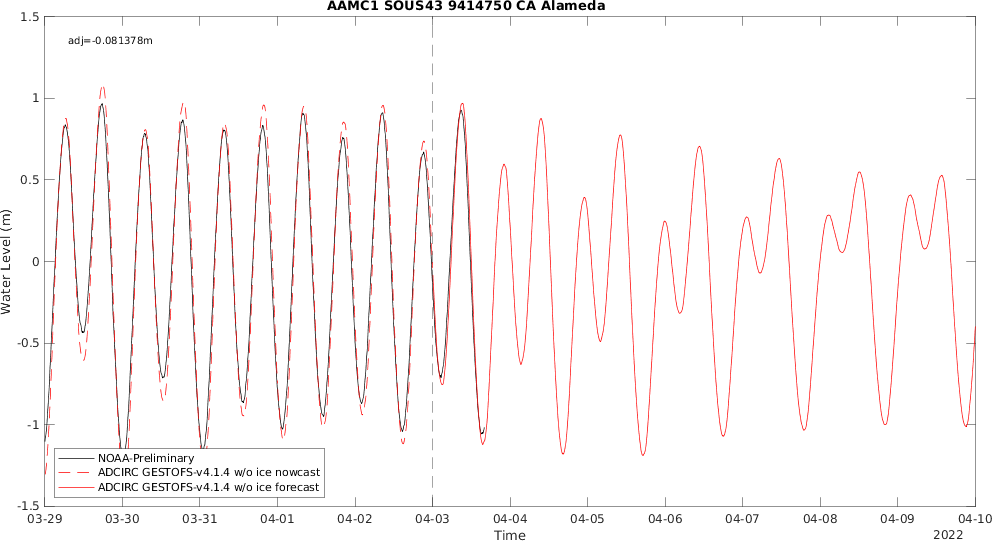 AAMC1 SOUS43 9414750 CA Alameda
adj=-0.081378m
1.5
1
0.5
0
-0.5
-1
-1.5
Water Level (m)
NOAA-Preliminary
ADCIRC GESTOFS-v4.1.4 w/o ice nowcast
ADCIRC GESTOFS-v4.1.4 w/o ice forecast
03-29 03-30 03-31 04-01 04-02 04-03 04-04 04-05 04-06 04-07 04-08 04-09 04-10
Time
2022